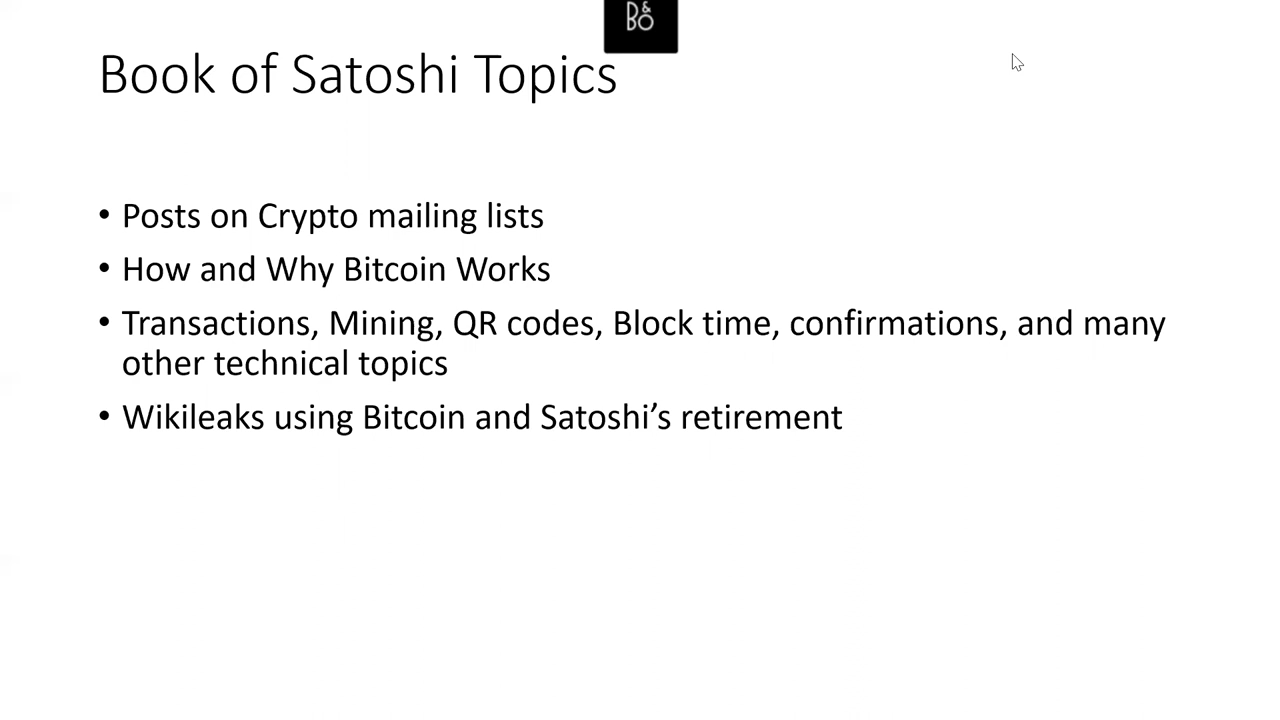 B&O
Book of Satoshi Topics
• Posts on Crypto mailing lists
• How and Why Bitcoin Works
• Transactions, Mining, QR codes, Block time, confirmations, and many
other technical topics
• Wikileaks using Bitcoin and Satoshi’s retirement